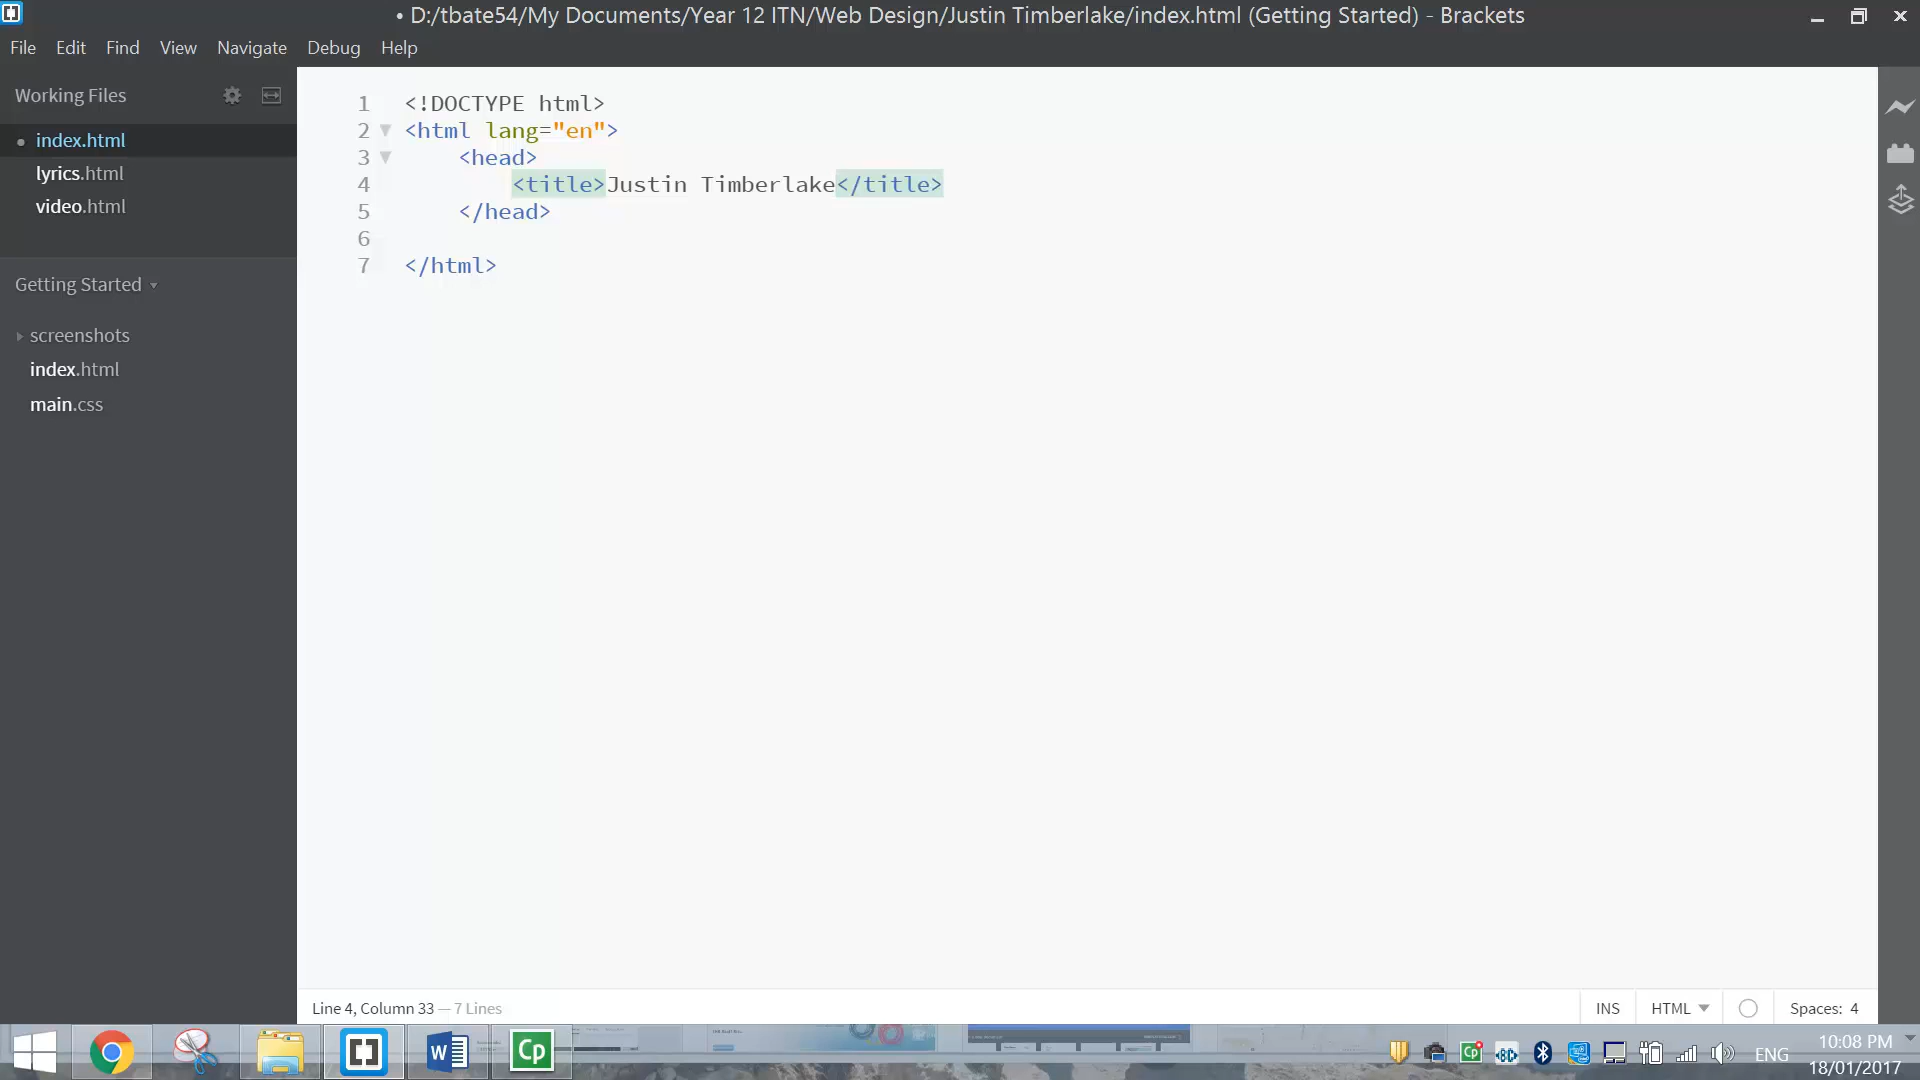 • D:/tbate54/My Documents/Year 12 ITN/Web Design/Justin Timberlake/index.html (Getting Started) - Brackets
File Edit Find View Navigate Debug Help
Working Files
index.html
lyrics.html
video.html
Getting Started
screenshots
index.html
main.css
1 <!DOCTYPE html>
2 <html lang="en">
3 <head>
4 <title>Justin Timberlake</title>
5 </head>
6
7 </html>
Line 4, Column 33 — 7 Lines
INS HTML Spaces: 4
Cp
ENG
10:08 PM
18/01/2017